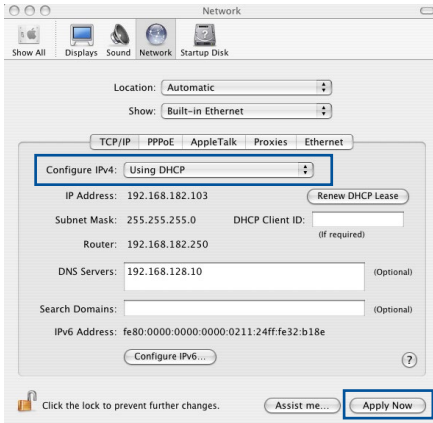 Network
Show All Displays Sound Network Startup Disk
Location: Automatic
Show: Built-in Ethernet
TCP/IP PPPoE AppleTalk Proxies Ethernet
Configure IPv4: Using DHCP
IP Address: 192.168.182.103 Renew DHCP Lease
Subnet Mask: 255.255.255.0 DHCP Client ID:
(If required)
Router: 192.168.182.250
DNS Servers: 192.168.128.10 (Optional)
Search Domains: (Optional)
IPv6 Address: fe80:0000:0000:0000:0211:24ff:fe32:b18e
Configure IPv6... ?
Click the lock to prevent further changes. Assist me... Apply Now